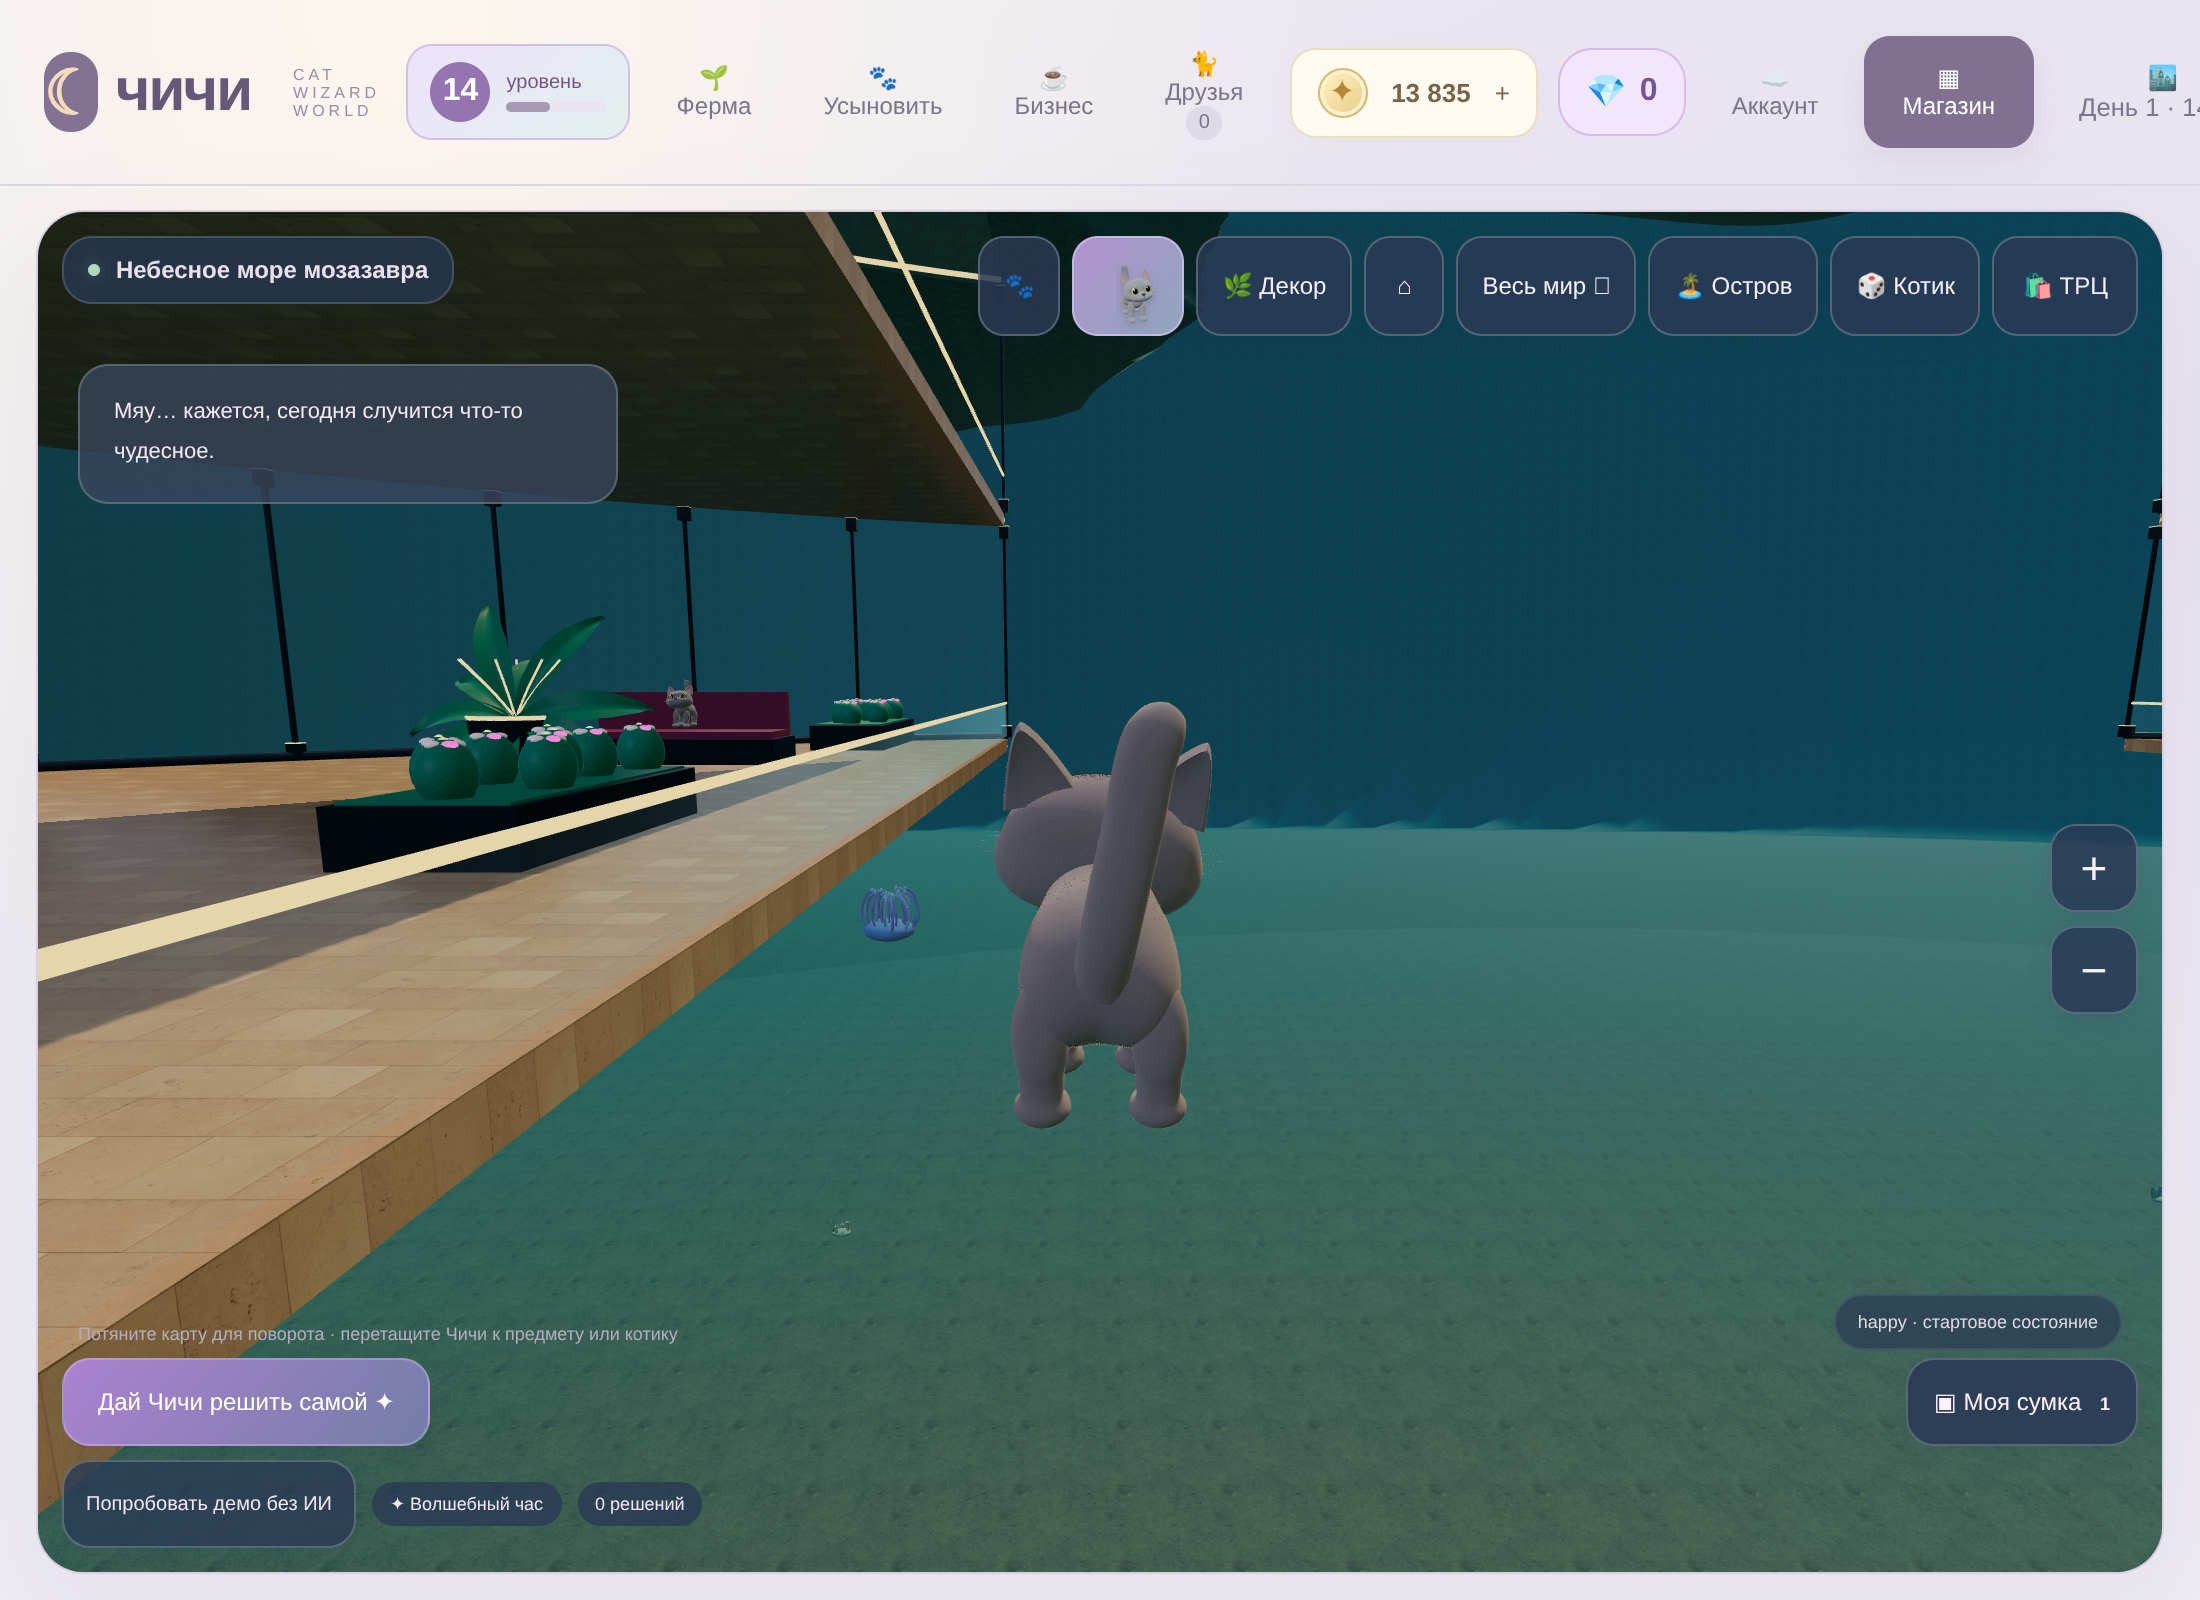 чичи
CAT
WIZARD
WORLD
14
уровень
Ферма
Усыновить
Бизнес
Друзья
0
13 835 +
0
Аккаунт
Магазин
День 1 · 14
Небесное море мозазавра
Декор
Весь мир
Остров
Котик
ТРЦ
Мяу… кажется, сегодня случится что-то
чудесное.
+
−
Потяните карту для поворота · перетащите Чичи к предмету или котику
happy · стартовое состояние
Дай Чичи решить самой ✦
Моя сумка 1
Попробовать демо без ИИ
✦ Волшебный час
0 решений